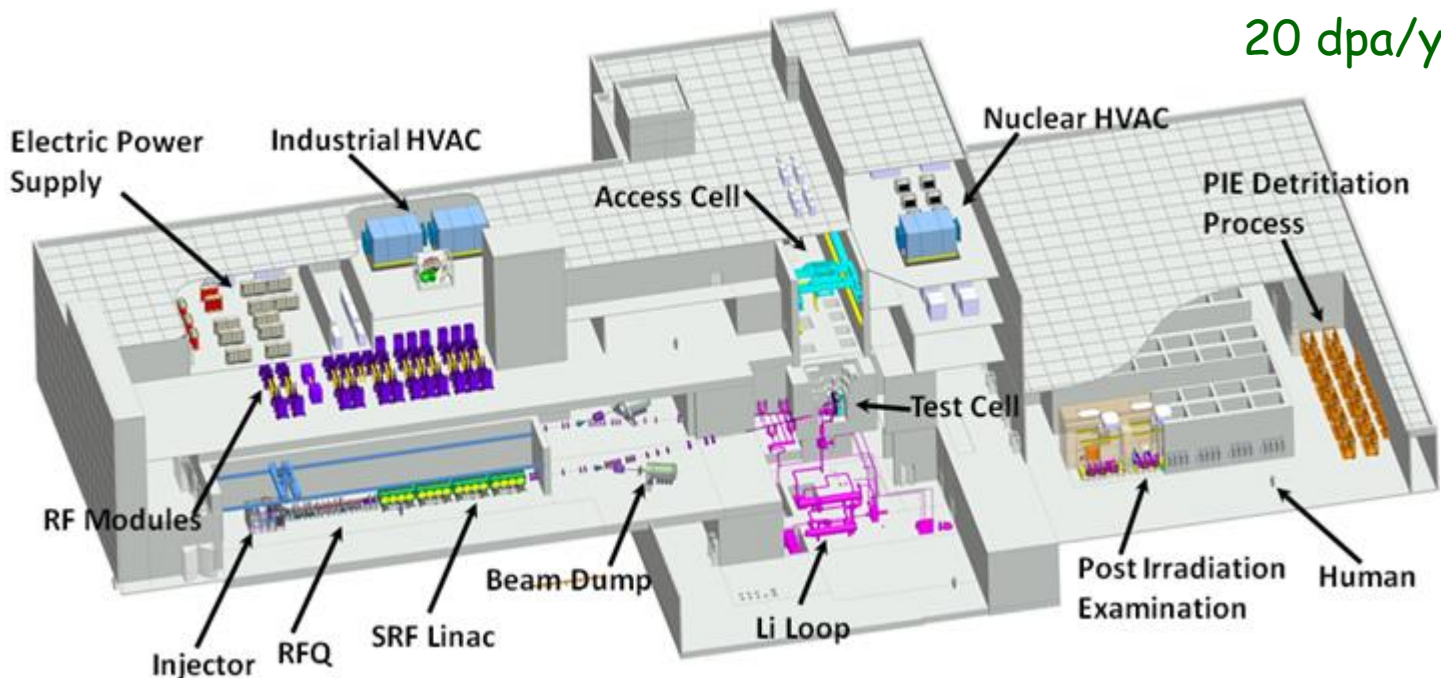 20 dpa/y
Electric Power
Supply
Industrial HVAC
Nuclear HVAC
Access Cell
PIE Detritiation
Process
Test Cell
RF Modules
Beam Dump
Li Loop
Post Irradiation
Examination
Human
SRF Linac
RFQ
Injector